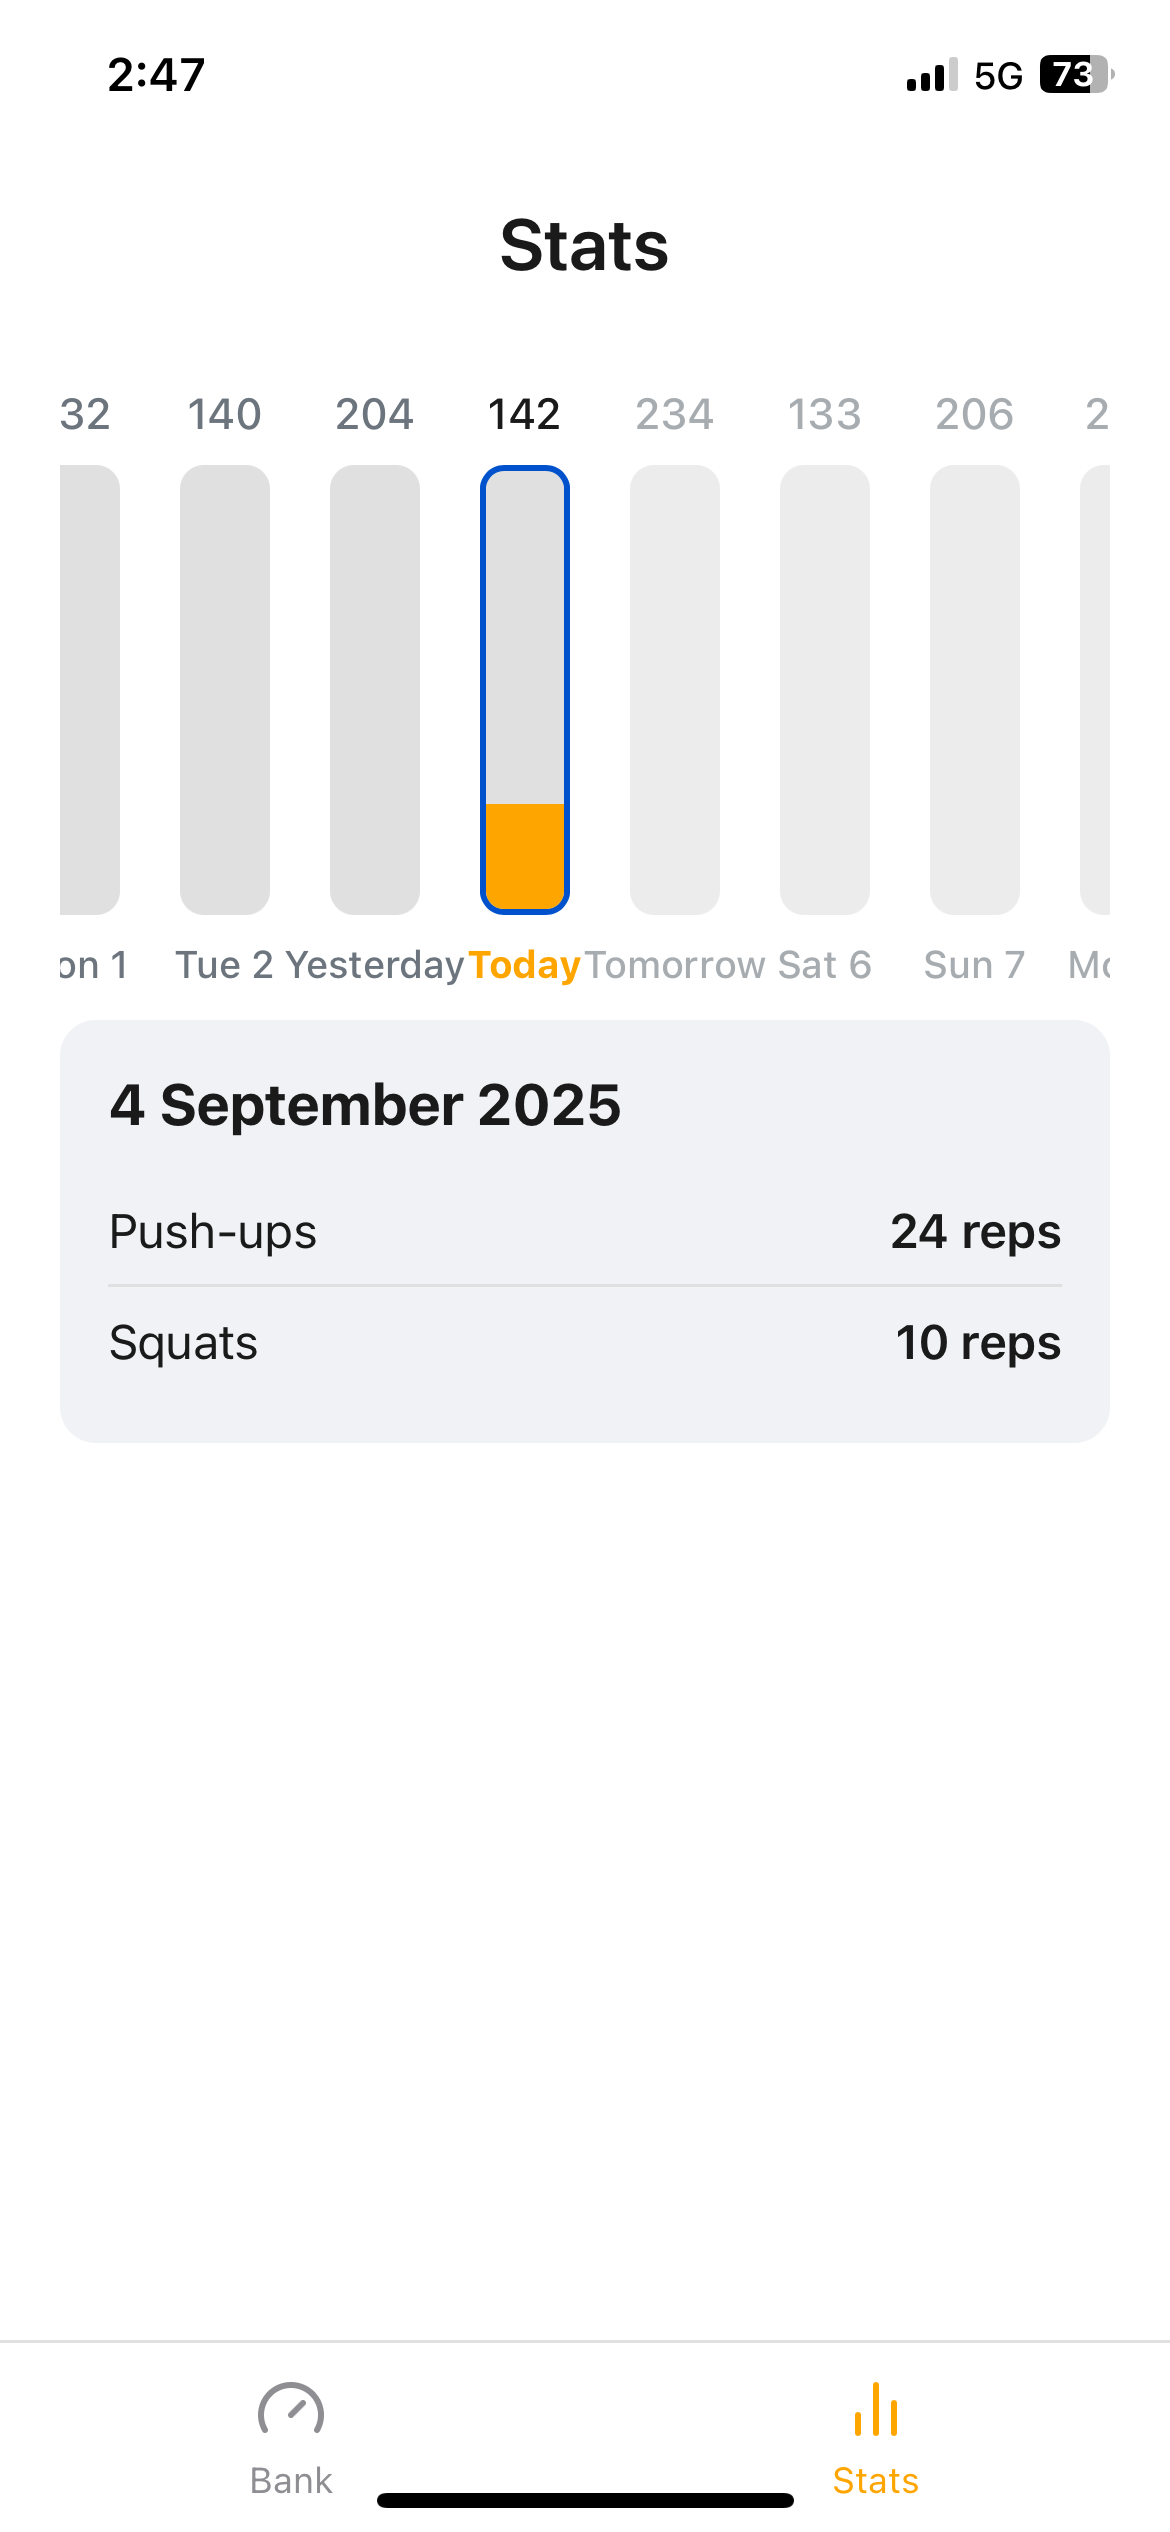 2:47 5G 73
Stats
32 140 204 142 234 133 206 2
on 1 Tue 2 Yesterday Today Tomorrow Sat 6 Sun 7 Mo
4 September 2025
Push-ups 24 reps
Squats 10 reps
Bank Stats